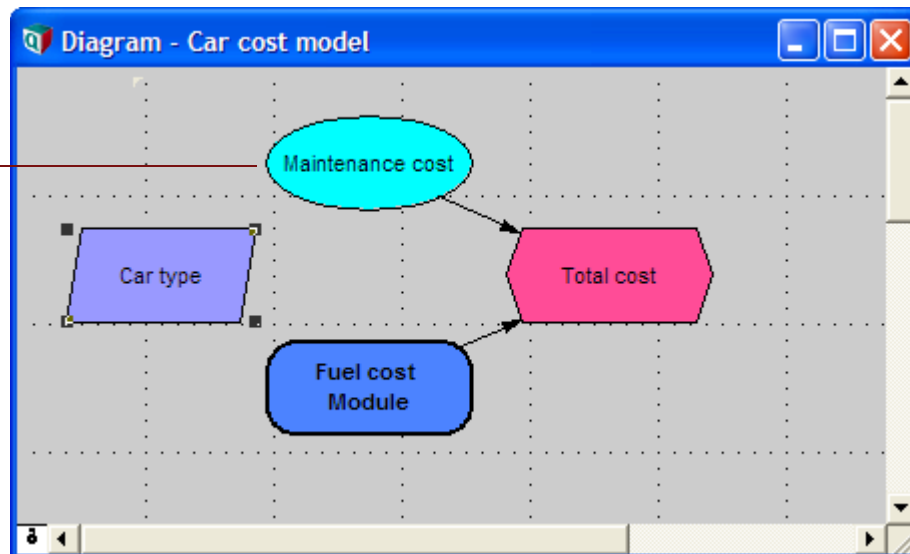 Diagram - Car cost model
Maintenance cost
Car type
Total cost
Fuel cost
Module